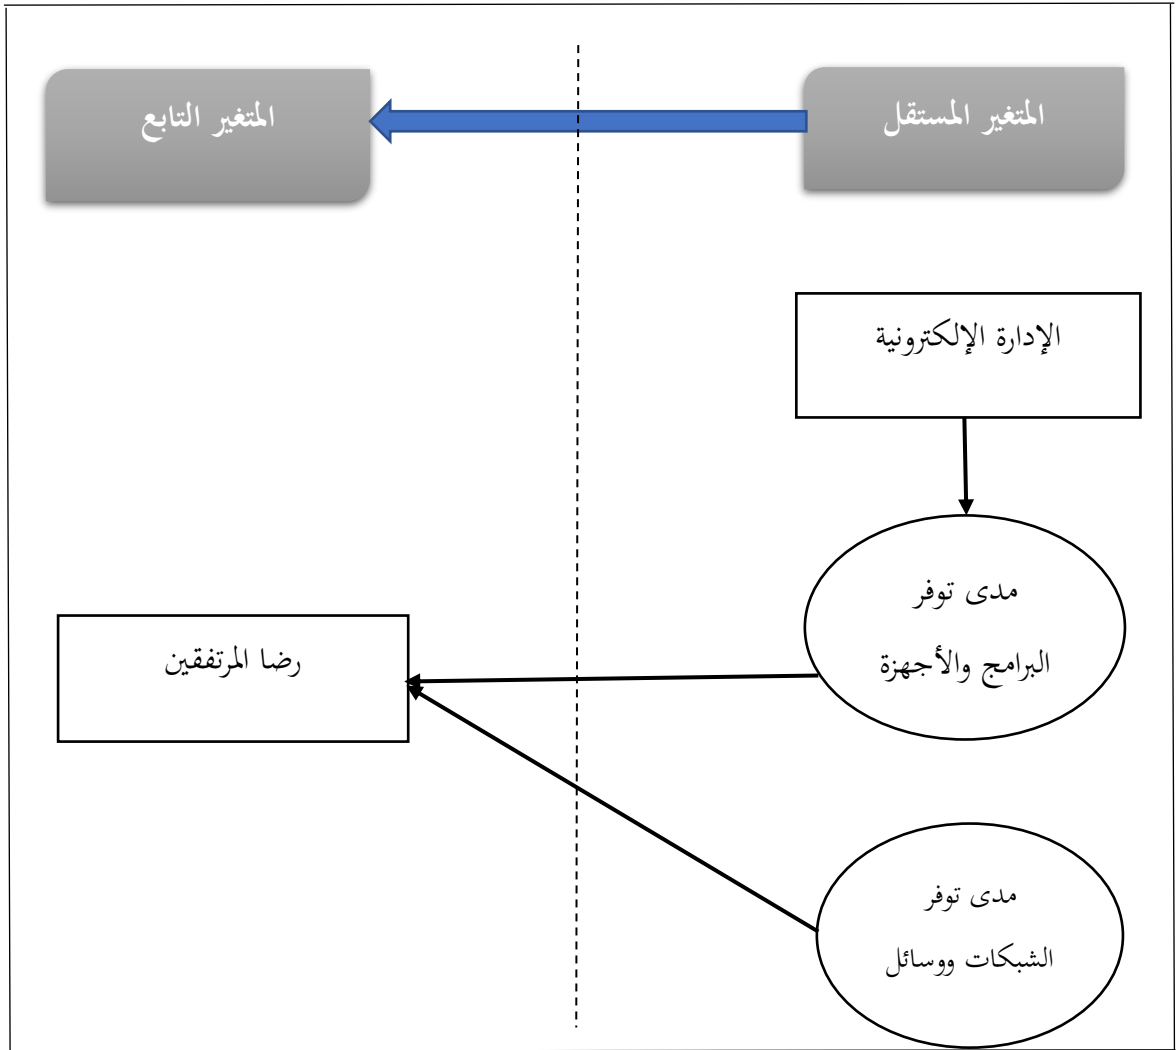 المتغير المستقل
المتغير التابع
الإدارة الإلكترونية
مدى توفر
البرامج والأجهزة
رضا المرتفقين
مدى توفر
الشبكات ووسائل